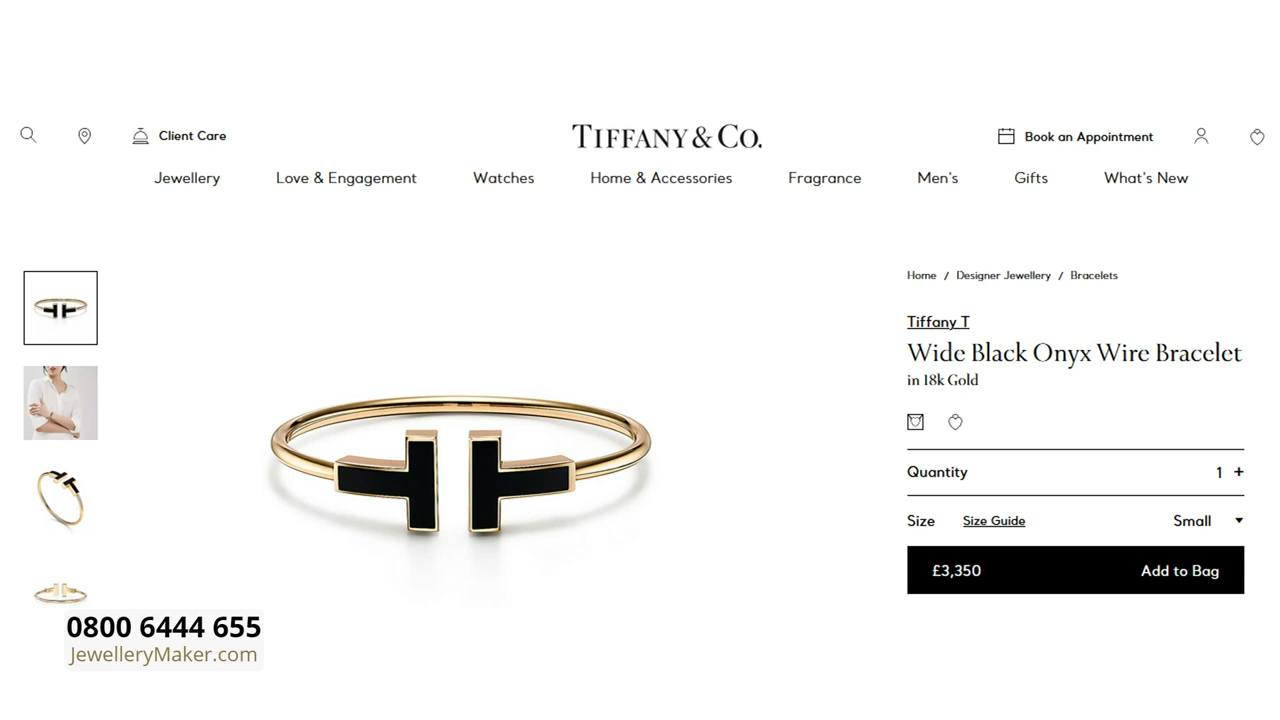 Client Care
TIFFANY & CO.
Book an Appointment
Jewellery
Love & Engagement
Watches
Home & Accessories
Fragrance
Men's
Gifts
What's New
Home / Designer Jewellery / Bracelets
Tiffany T
Wide Black Onyx Wire Bracelet
in 18k Gold
Quantity 1 +
Size Size Guide Small
£3,350 Add to Bag
0800 6444 655
JewelleryMaker.com